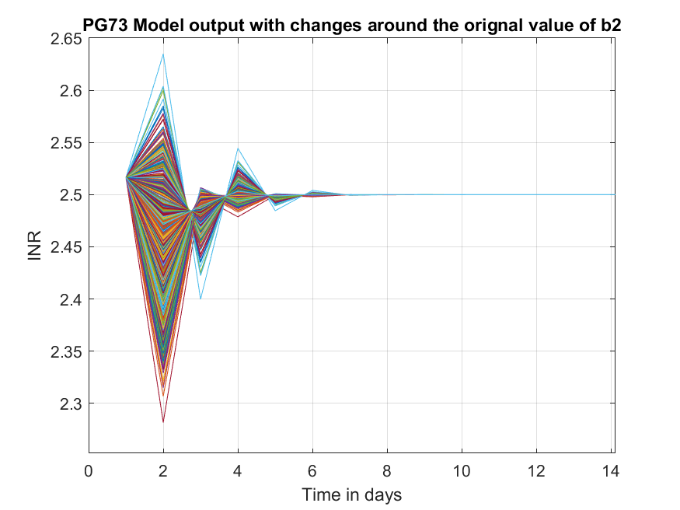 PG73 Model output with changes around the orignal value of b2
2.65
2.6
2.55
2.5
2.45
2.4
2.35
2.3
INR
0 2 4 6 8 10 12 14
Time in days